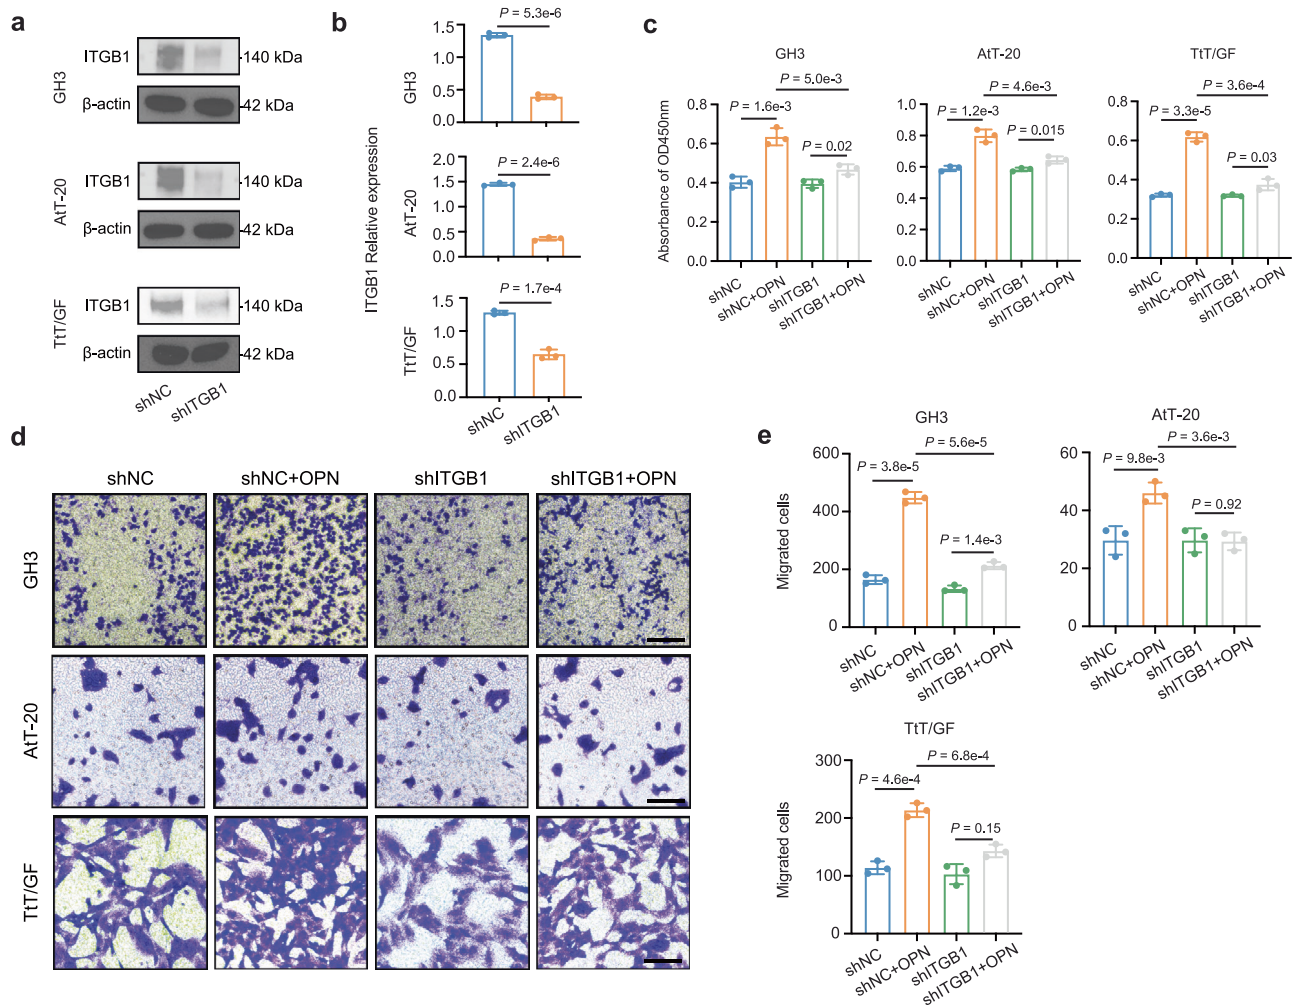 a
ITGB1
140 kDa
GH3
β-actin
42 kDa
ITGB1
140 kDa
AtT-20
β-actin
42 kDa
ITGB1
140 kDa
TtT/GF
β-actin
42 kDa
shNC
shITGB1
b
ITGB1 Relative expression
P = 5.3e-6
GH3
1.5
1.0
0.5
0.0
P = 2.4e-6
AtT-20
2.0
1.5
1.0
0.5
0.0
P = 1.7e-4
TtT/GF
1.5
1.0
0.5
0.0
shNC
shITGB1
c
Absorbance of OD450nm
GH3
P = 5.0e-3
P = 1.6e-3
P = 0.02
0.8
0.6
0.4
0.2
0.0
shNC
shNC+OPN
shITGB1
shITGB1+OPN
AtT-20
P = 4.6e-3
P = 1.2e-3
P = 0.015
1.0
0.8
0.6
0.4
0.2
0.0
shNC
shNC+OPN
shITGB1
shITGB1+OPN
TtT/GF
P = 3.6e-4
P = 3.3e-5
P = 0.03
0.8
0.6
0.4
0.2
0.0
shNC
shNC+OPN
shITGB1
shITGB1+OPN
d
shNC
shNC+OPN
shITGB1
shITGB1+OPN
GH3
AtT-20
TtT/GF
e
GH3
P = 5.6e-5
P = 3.8e-5
P = 1.4e-3
Migrated cells
600
400
200
0
shNC
shNC+OPN
shITGB1
shITGB1+OPN
AtT-20
P = 3.6e-3
P = 9.8e-3
P = 0.92
Migrated cells
60
40
20
0
shNC
shNC+OPN
shITGB1
shITGB1+OPN
TtT/GF
P = 6.8e-4
P = 4.6e-4
P = 0.15
Migrated cells
300
200
100
0
shNC
shNC+OPN
shITGB1
shITGB1+OPN